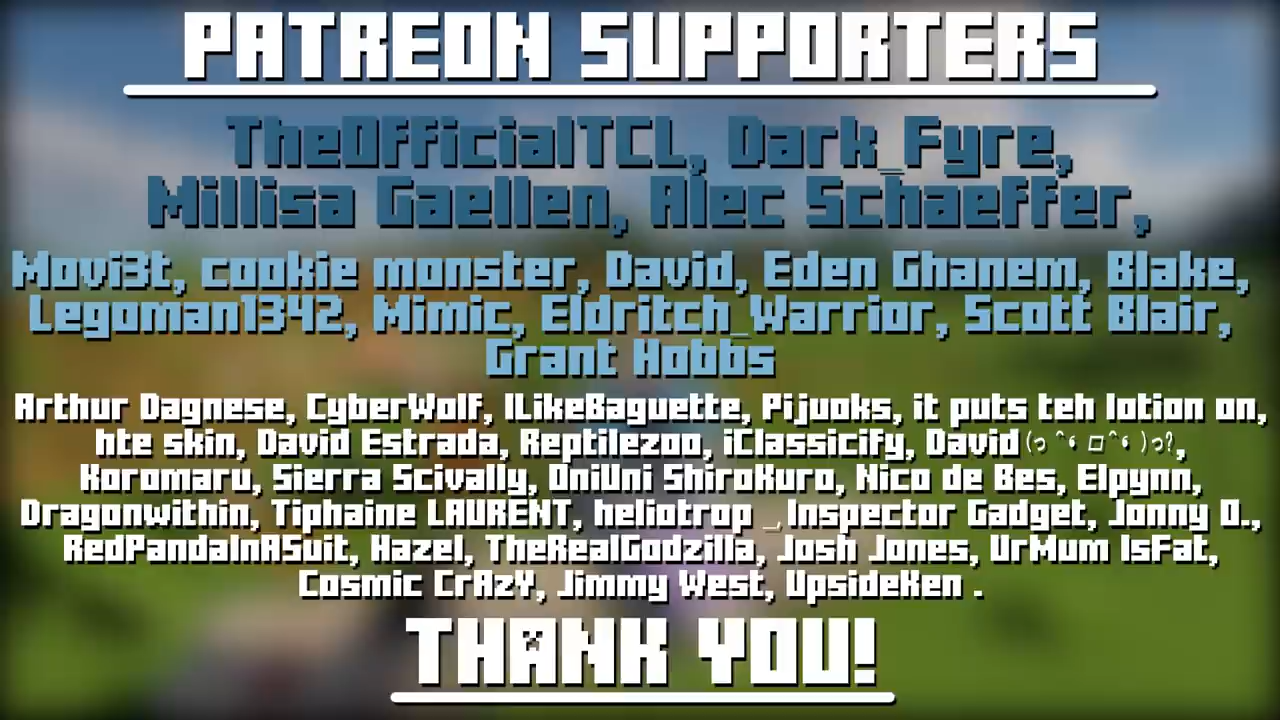 PATREON SUPPORTERS
TheOfficialTCL, Dark_Fyre,
Millisa Gaellen, Alec Schaeffer,
Movi3t, cookie monster, David, Eden Ghanem, Blake,
Legoman1342, Mimic, Eldritch_Warrior, Scott Blair,
Grant Hobbs
Arthur Dagnese, CyberWolf, ILikeBaguette, Pijuoks, it puts teh lotion on,
hte skin, David Estrada, Reptilezoo, iClassicify, David
Koromaru, Sierra Scivally, OniUni ShiroKuro, Nico de Bes, Elpynn,
Dragonwithin, Tiphaine LAURENT, heliotrop _, Inspector Gadget, Jonny O.,
RedPandaInASuit, Hazel, TheRealGodzilla, Josh Jones, UrMum IsFat,
Cosmic CrAzY, Jimmy West, UpsideKen .
THANK YOU!